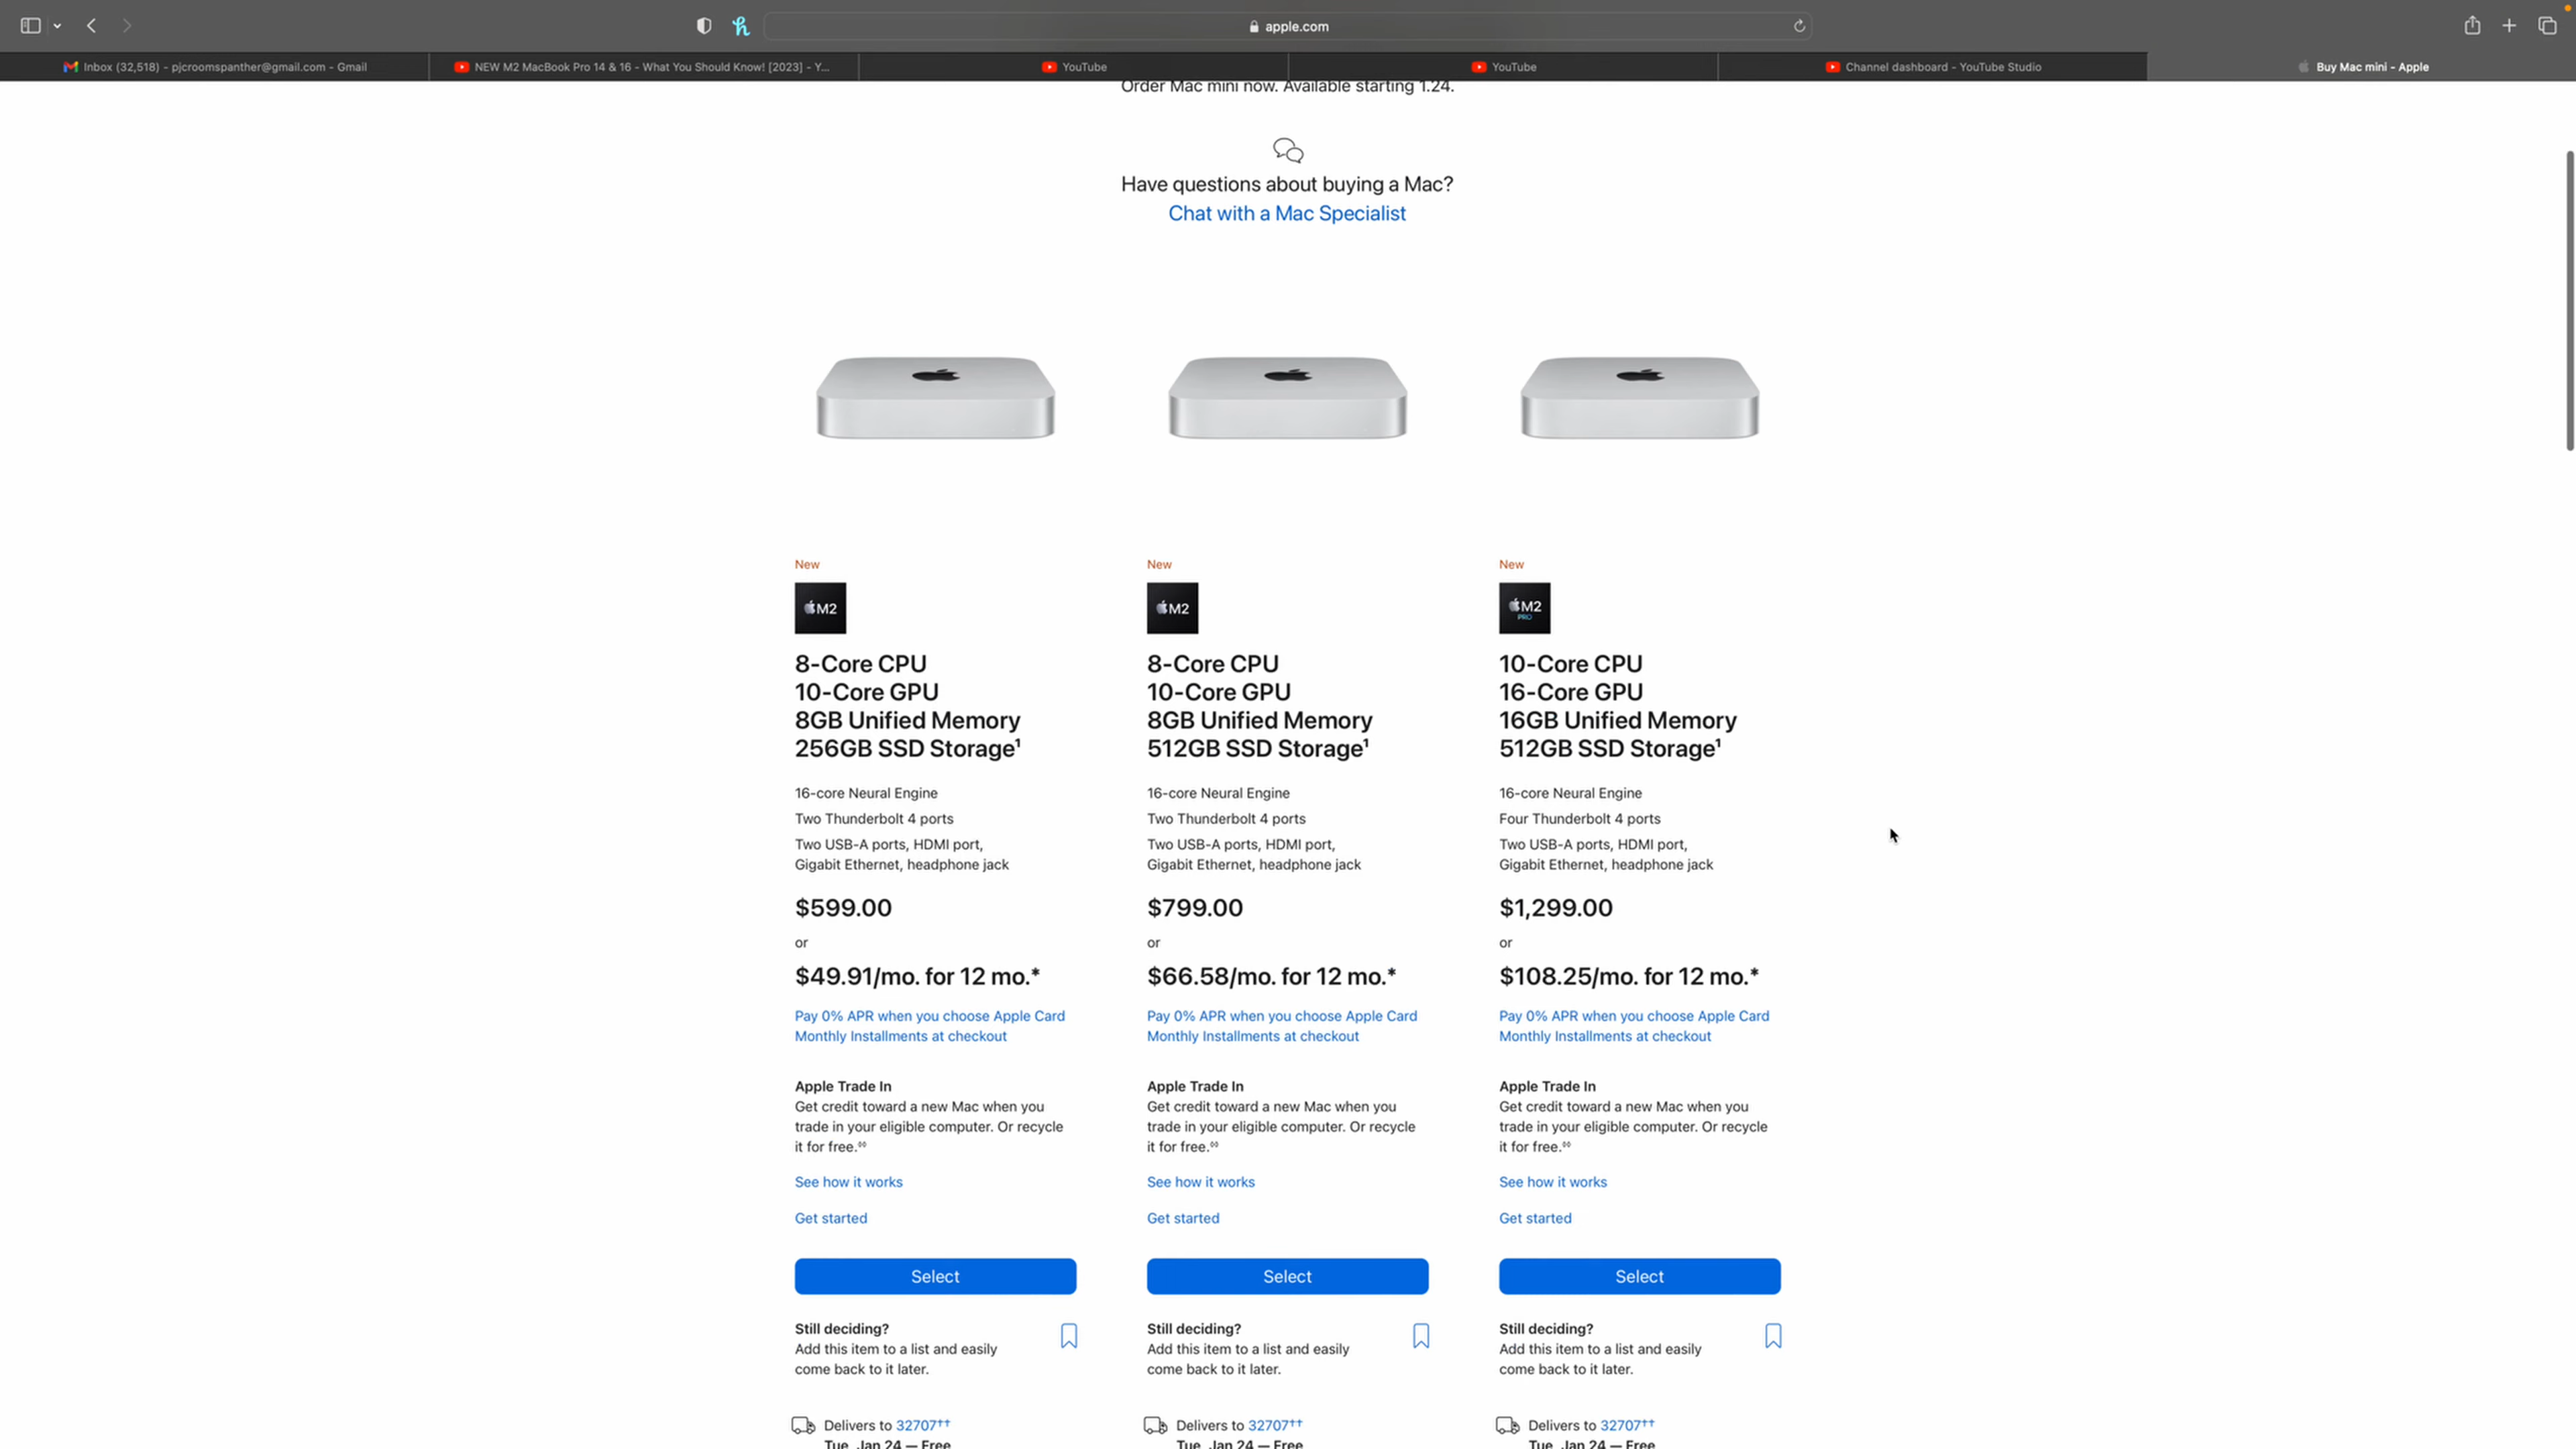 apple.com
Inbox (32,518) - pjcroomspanther@gmail.com - Gmail
NEW M2 MacBook Pro 14 & 16 - What You Should Know! [2023] - Y...
YouTube
YouTube
Channel dashboard - YouTube Studio
Buy Mac mini - Apple
Order Mac mini now. Available starting 1.24.
Have questions about buying a Mac?
Chat with a Mac Specialist
New
M2
8-Core CPU
10-Core GPU
8GB Unified Memory
256GB SSD Storage¹
16-core Neural Engine
Two Thunderbolt 4 ports
Two USB-A ports, HDMI port,
Gigabit Ethernet, headphone jack
$599.00
or
$49.91/mo. for 12 mo.*
Pay 0% APR when you choose Apple Card
Monthly Installments at checkout
Apple Trade In
Get credit toward a new Mac when you
trade in your eligible computer. Or recycle
it for free.◊◊
See how it works
Get started
Select
Still deciding?
Add this item to a list and easily
come back to it later.
Delivers to 32707††
Tue, Jan 24 — Free
New
M2
8-Core CPU
10-Core GPU
8GB Unified Memory
512GB SSD Storage¹
16-core Neural Engine
Two Thunderbolt 4 ports
Two USB-A ports, HDMI port,
Gigabit Ethernet, headphone jack
$799.00
or
$66.58/mo. for 12 mo.*
Pay 0% APR when you choose Apple Card
Monthly Installments at checkout
Apple Trade In
Get credit toward a new Mac when you
trade in your eligible computer. Or recycle
it for free.◊◊
See how it works
Get started
Select
Still deciding?
Add this item to a list and easily
come back to it later.
Delivers to 32707††
Tue, Jan 24 — Free
New
M2
PRO
10-Core CPU
16-Core GPU
16GB Unified Memory
512GB SSD Storage¹
16-core Neural Engine
Four Thunderbolt 4 ports
Two USB-A ports, HDMI port,
Gigabit Ethernet, headphone jack
$1,299.00
or
$108.25/mo. for 12 mo.*
Pay 0% APR when you choose Apple Card
Monthly Installments at checkout
Apple Trade In
Get credit toward a new Mac when you
trade in your eligible computer. Or recycle
it for free.◊◊
See how it works
Get started
Select
Still deciding?
Add this item to a list and easily
come back to it later.
Delivers to 32707††
Tue, Jan 24 — Free